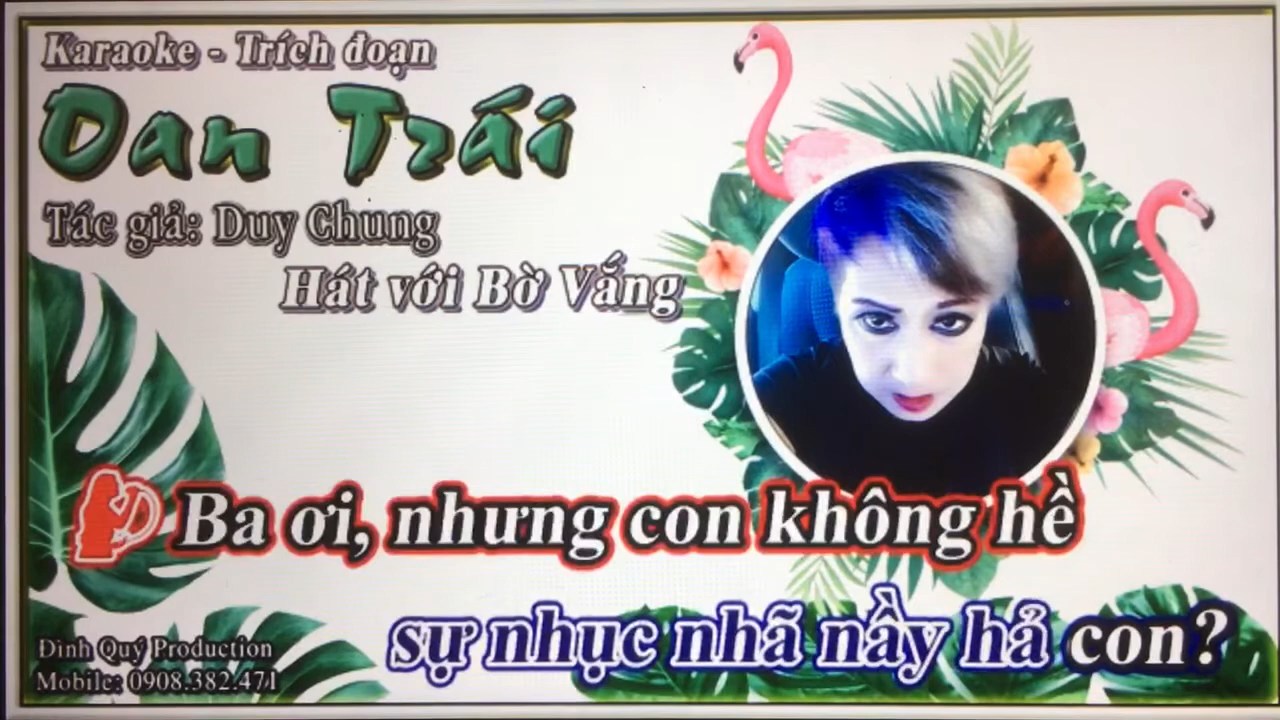 Karaoke - Trích đoạn
Oan Trái
Tác giả: Duy Chung
Hát với Bờ Vắng
Ba ơi, nhưng con không hề
sự nhục nhã nầy hả con?
Đình Quý Production
Mobile: 0908.382.471